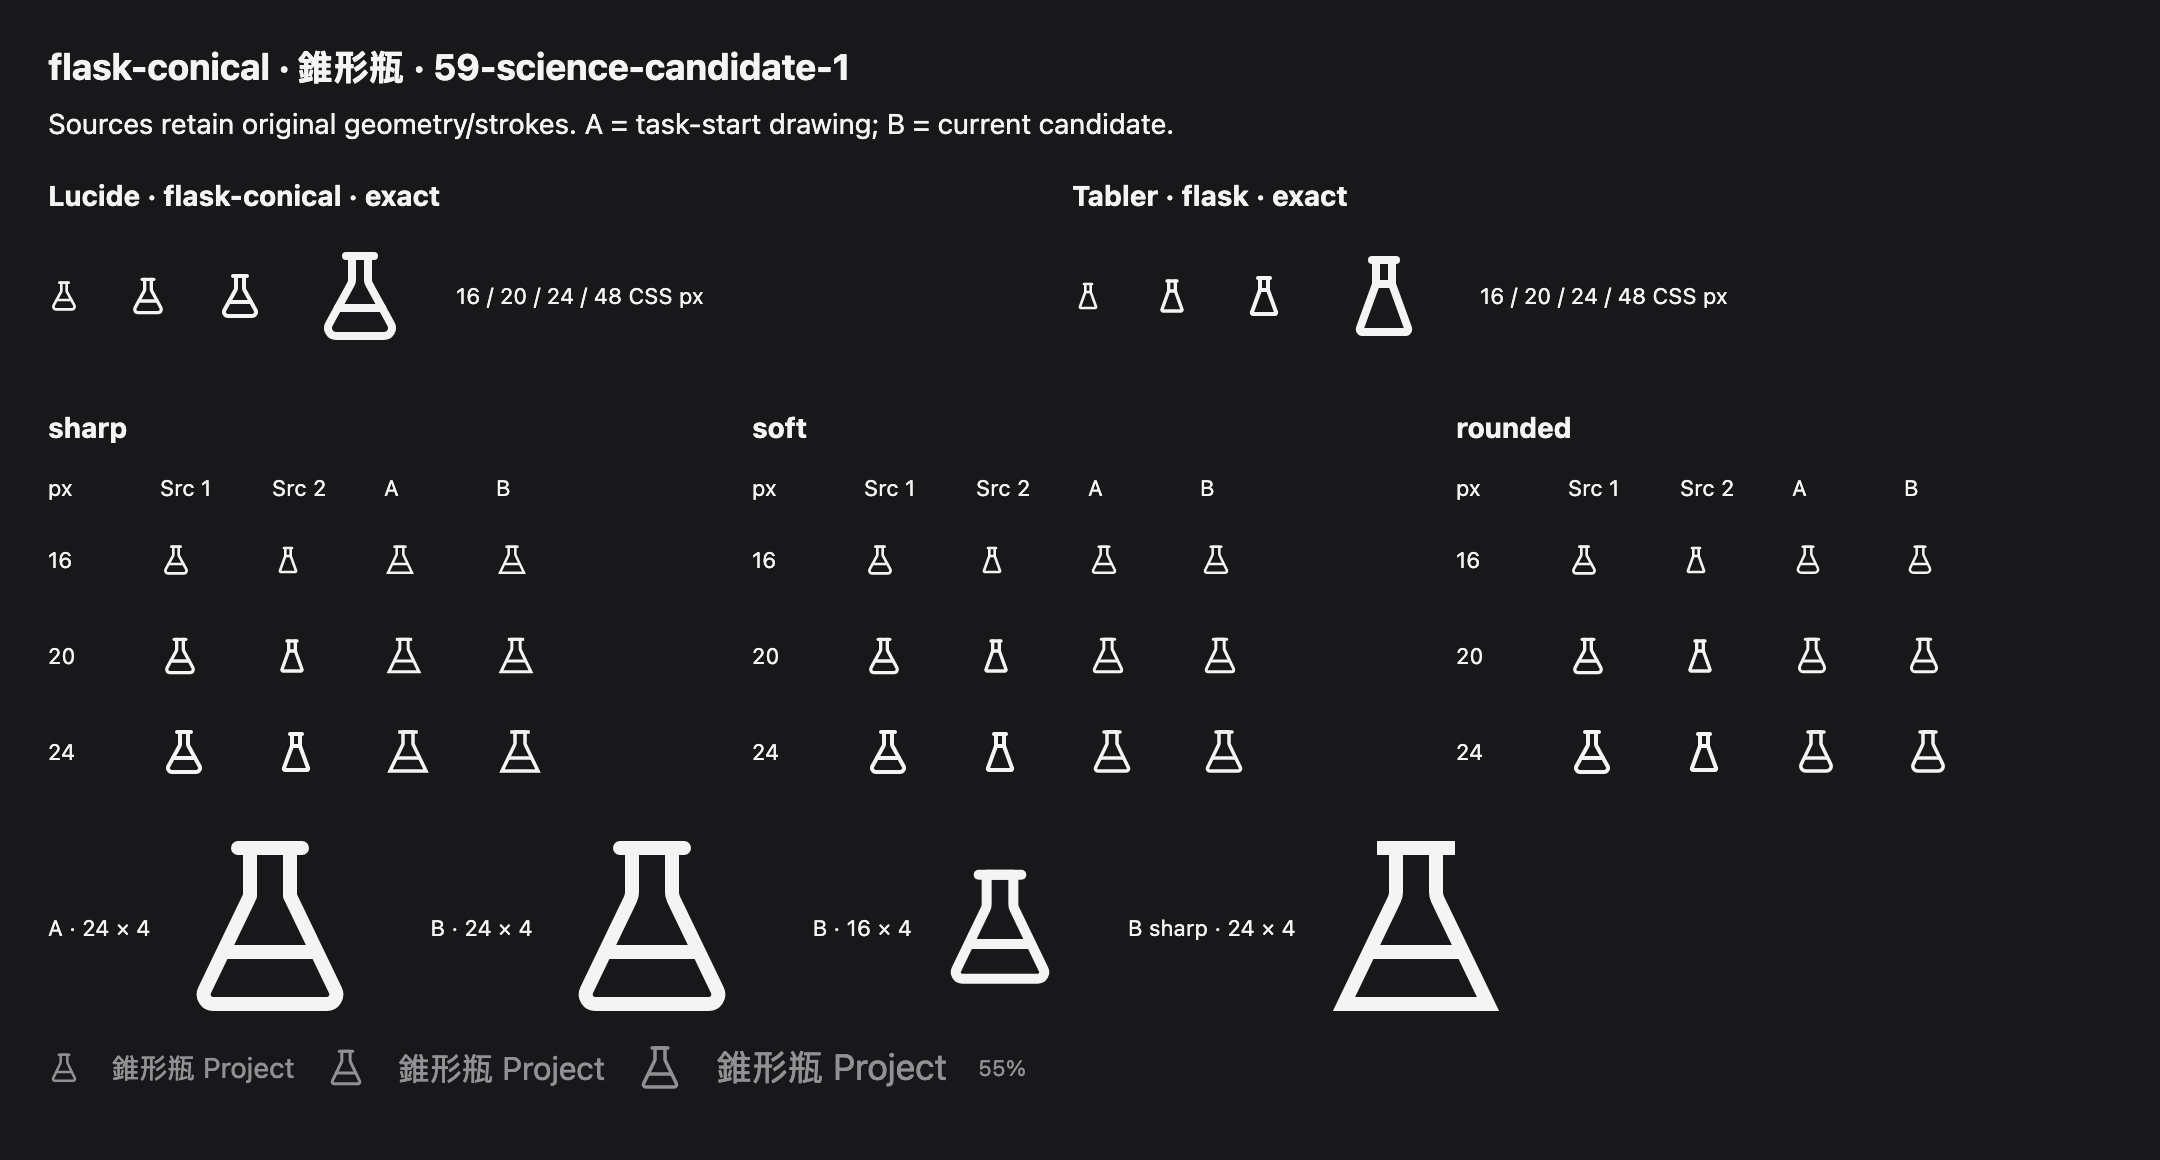 flask-conical · 錐形瓶 · 59-science-candidate-1
Sources retain original geometry/strokes. A = task-start drawing; B = current candidate.
Lucide · flask-conical · exact
Tabler · flask · exact
16 / 20 / 24 / 48 CSS px
16 / 20 / 24 / 48 CSS px
sharp
px Src 1 Src 2 A B
16
20
24
soft
px Src 1 Src 2 A B
16
20
24
rounded
px Src 1 Src 2 A B
16
20
24
A · 24 × 4
B · 24 × 4
B · 16 × 4
B sharp · 24 × 4
錐形瓶 Project 錐形瓶 Project 錐形瓶 Project 55%